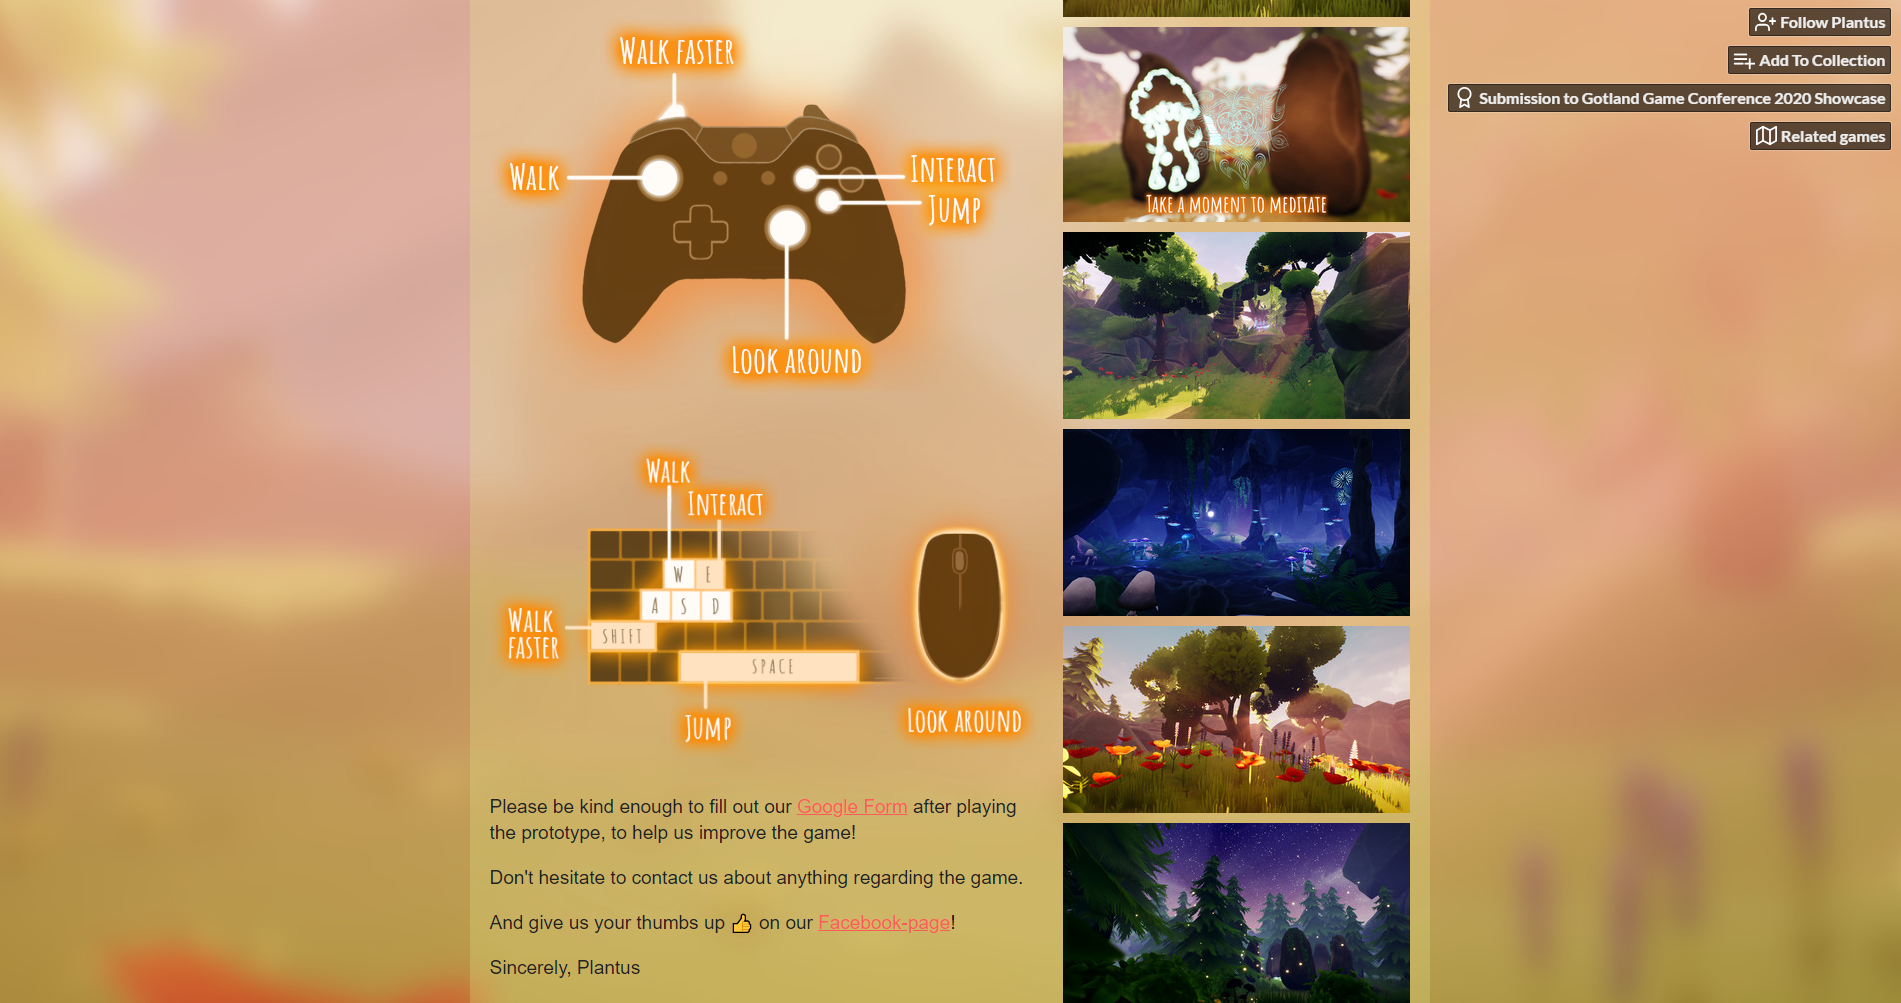 Walk faster
Walk
Interact
Jump
Look around
Walk
Interact
W E
A S D
Walk
faster
SHIFT
SPACE
Jump
Look around
Please be kind enough to fill out our Google Form after playing
the prototype, to help us improve the game!
Don't hesitate to contact us about anything regarding the game.
And give us your thumbs up 👍 on our Facebook-page!
Sincerely, Plantus
Take a moment to meditate
Follow Plantus
Add To Collection
Submission to Gotland Game Conference 2020 Showcase
Related games